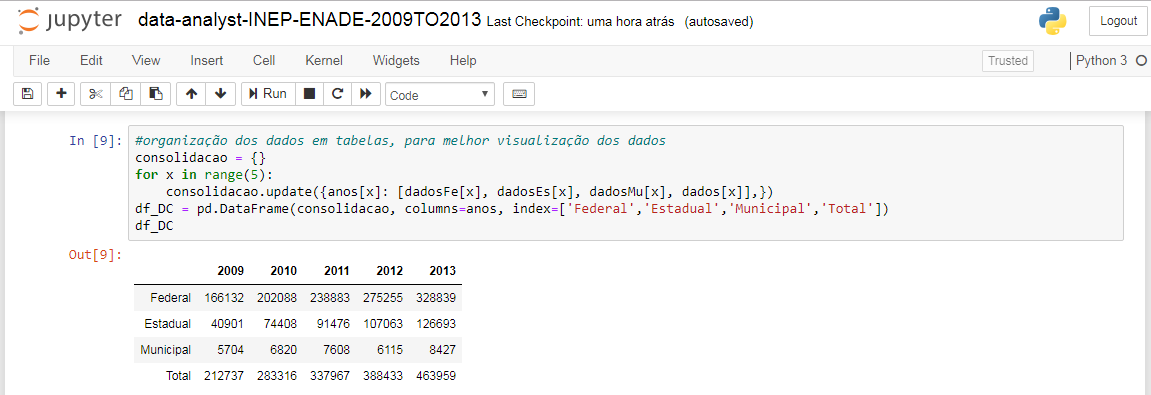 jupyter data-analyst-INEP-ENADE-2009TO2013 Last Checkpoint: uma hora atrás (autosaved)
Logout
File Edit View Insert Cell Kernel Widgets Help
Trusted
Python 3
Run
Code
In [9]:
#organização dos dados em tabelas, para melhor visualização dos dados
consolidacao = {}
for x in range(5):
    consolidacao.update({anos[x]: [dadosFe[x], dadosEs[x], dadosMu[x], dados[x]],})
df_DC = pd.DataFrame(consolidacao, columns=anos, index=['Federal','Estadual','Municipal','Total'])
df_DC
Out[9]:
2009 2010 2011 2012 2013
Federal 166132 202088 238883 275255 328839
Estadual 40901 74408 91476 107063 126693
Municipal 5704 6820 7608 6115 8427
Total 212737 283316 337967 388433 463959